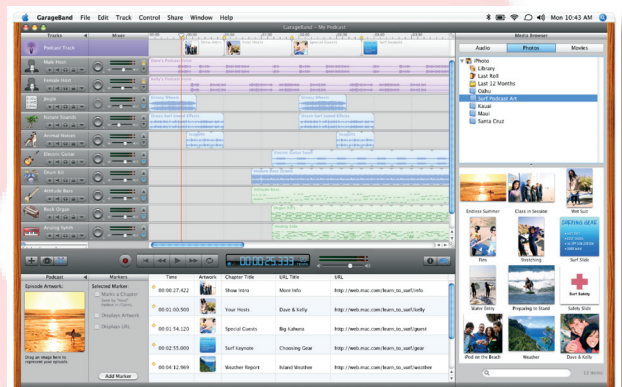 GarageBand File Edit Track Control Share Window Help
Mon 10:43 AM
GarageBand - My Podcast
Tracks
Mixer
Podcast Track
Male Host
Female Host
Jingle
Nature Sounds
Animal Noises
Electric Guitar
Drum Kit
Attitude Bass
Rock Organ
Analog Synth
Media Browser
Audio
Photos
Movies
iPhoto
Library
Last Roll
Last 12 Months
Oahu
Surf Podcast Art
Kauai
Maui
Santa Cruz
Endless Summer
Class in Session
Wet Suit
Fins
Stretching
Surf Slide
Water Entry
Preparing to Stand
Safety Slide
iPod on the Beach
Weather
Dave & Kelly
12 items
Podcast
Markers
Time
Artwork
Chapter Title
URL Title
URL
Episode Artwork:
Drag an image here to
represent your episode.
Selected Marker:
Marks a Chapter
Displays Artwork
Displays URL
Add Marker
00:00:27.422
Show Intro
More Info
http://web.mac.com/learn_to_surf/info
00:01:00.500
Your Hosts
Dave & Kelly
http://web.mac.com/learn_to_surf/kelly
00:01:54.120
Special Guests
Big Kahuna
http://web.mac.com/learn_to_surf/guest
00:02:55.000
Surf Keynote
Choosing Gear
http://web.mac.com/learn_to_surf/gear
00:04:12.969
Weather Report
Island Weather
http://web.mac.com/learn_to_surf/weather